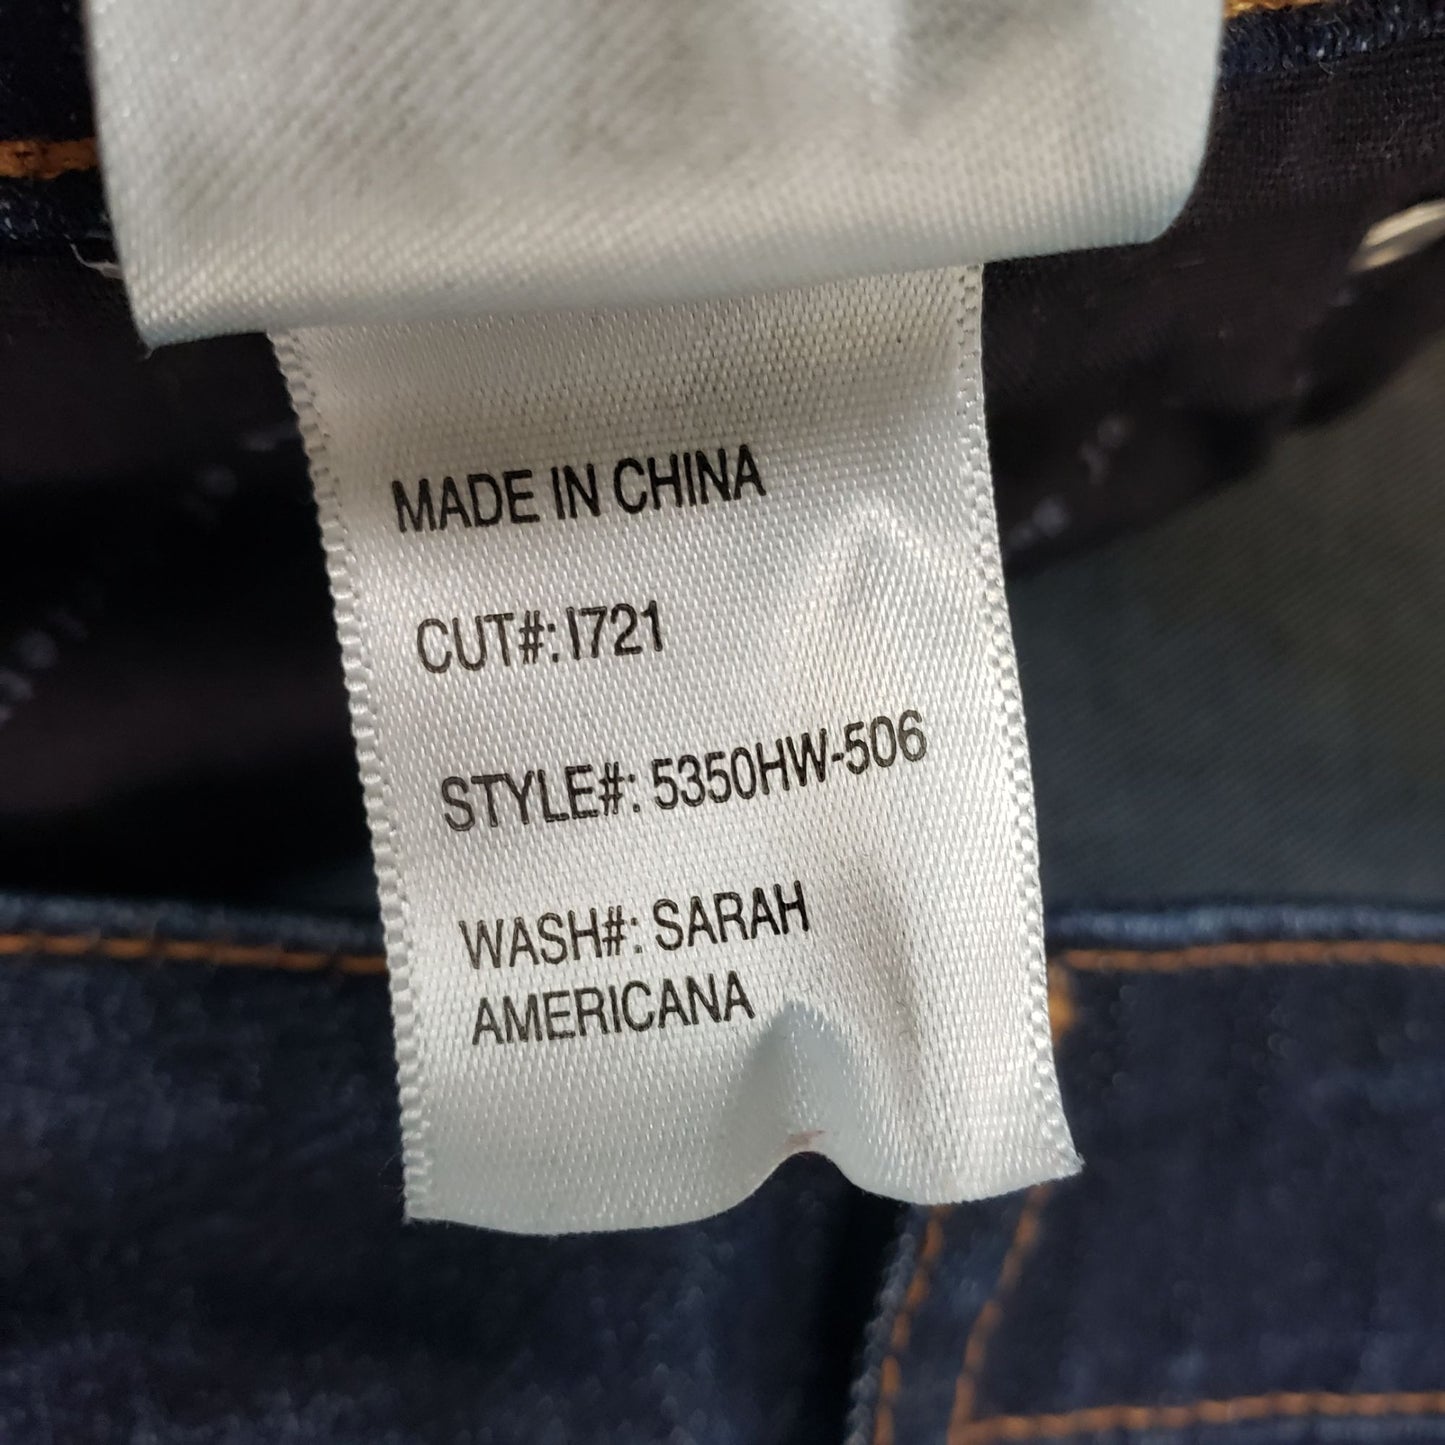 MADE IN CHINA
CUT#: I721
STYLE#: 5350HW-506
WASH#: SARAH
AMERICANA